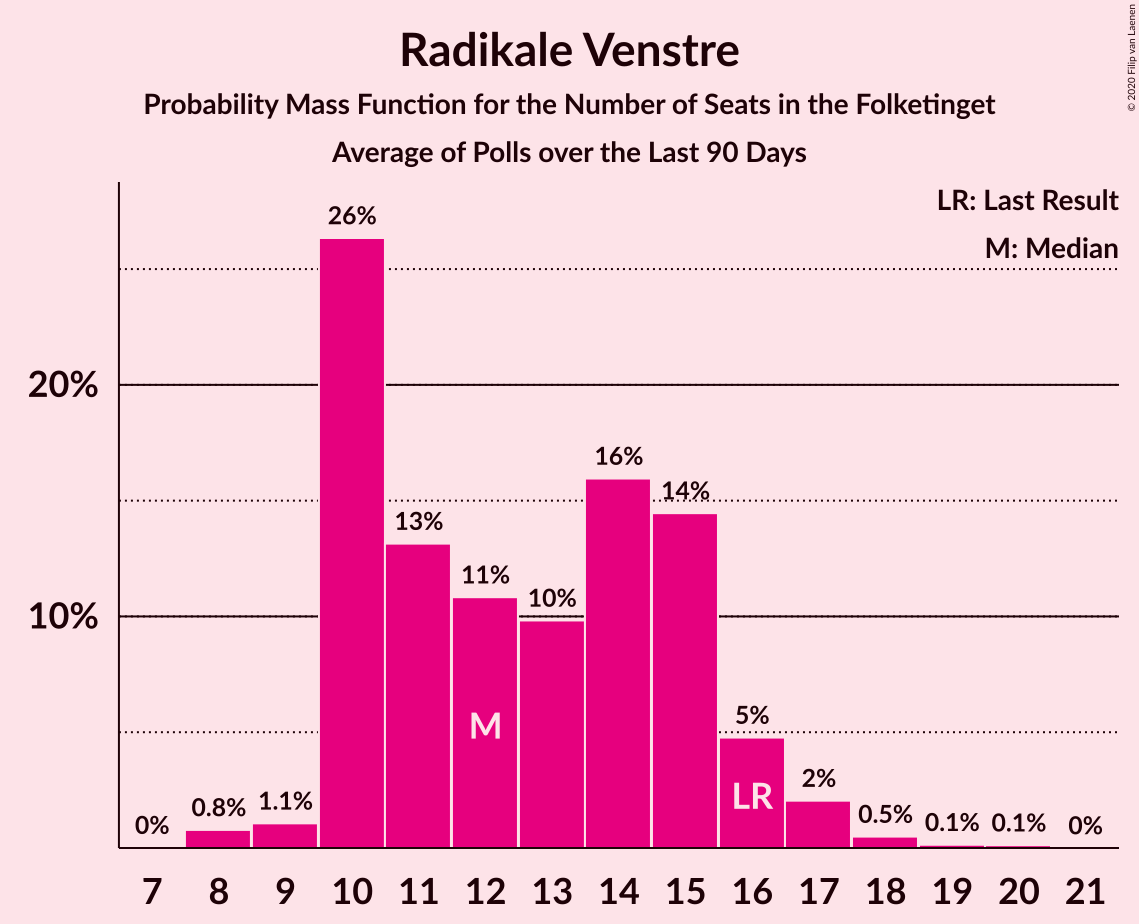 Radikale Venstre
Probability Mass Function for the Number of Seats in the Folketinget
Average of Polls over the Last 90 Days
© 2020 Filip van Laenen
LR: Last Result
M: Median
20%
10%
0%
0.8%
1.1%
26%
13%
11%
10%
16%
14%
5%
2%
0.5%
0.1%
0.1%
0%
M
LR
7 8 9 10 11 12 13 14 15 16 17 18 19 20 21